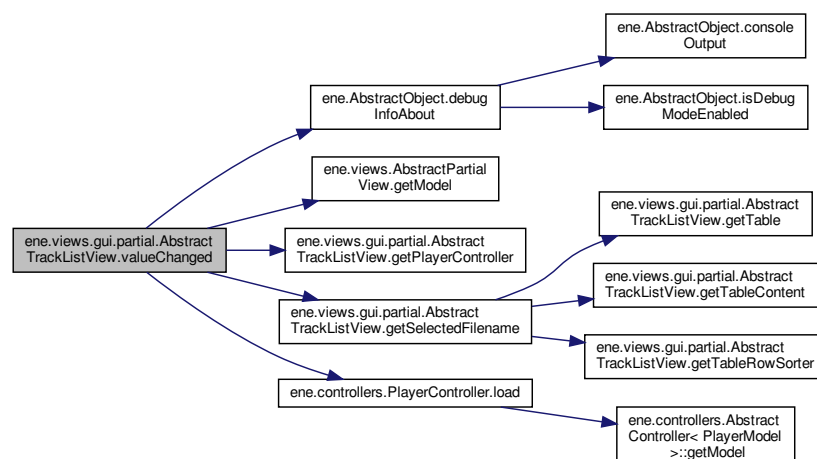 ene.views.gui.partial.Abstract
TrackListView.valueChanged
ene.AbstractObject.debug
InfoAbout
ene.AbstractObject.console
Output
ene.AbstractObject.isDebug
ModeEnabled
ene.views.AbstractPartial
View.getModel
ene.views.gui.partial.Abstract
TrackListView.getPlayerController
ene.views.gui.partial.Abstract
TrackListView.getSelectedFilename
ene.views.gui.partial.Abstract
TrackListView.getTable
ene.views.gui.partial.Abstract
TrackListView.getTableContent
ene.views.gui.partial.Abstract
TrackListView.getTableRowSorter
ene.controllers.PlayerController.load
ene.controllers.Abstract
Controller< PlayerModel
>::getModel